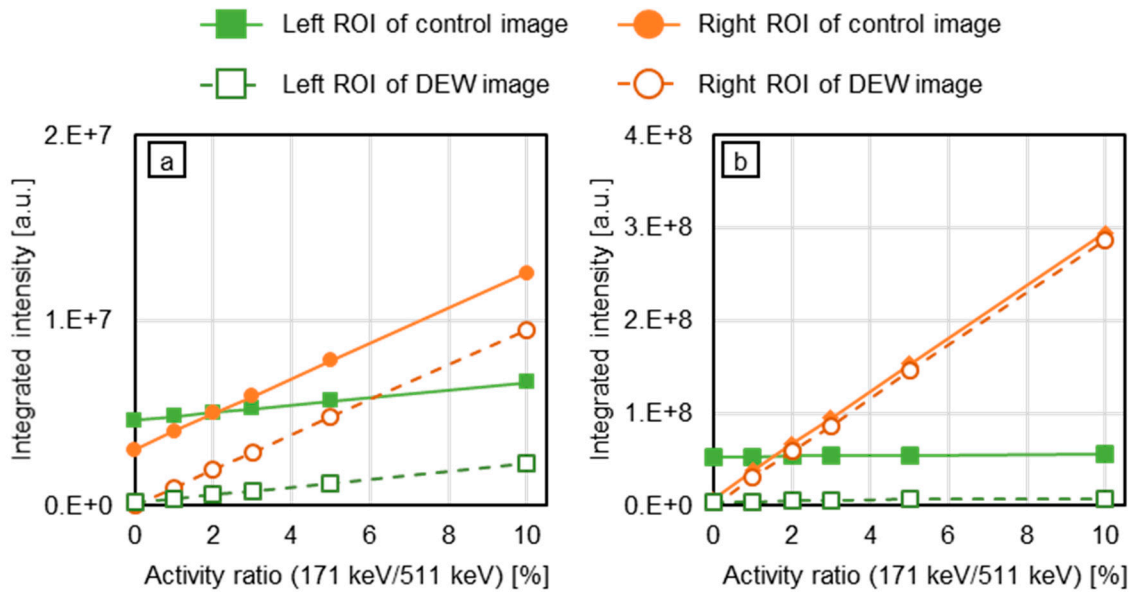 Left ROI of control image
Right ROI of control image
Left ROI of DEW image
Right ROI of DEW image
a
2.E+7
1.E+7
0.E+0
Integrated intensity [a.u.]
0 2 4 6 8 10
Activity ratio (171 keV/511 keV) [%]
b
4.E+8
3.E+8
2.E+8
1.E+8
0.E+0
Integrated intensity [a.u.]
0 2 4 6 8 10
Activity ratio (171 keV/511 keV) [%]